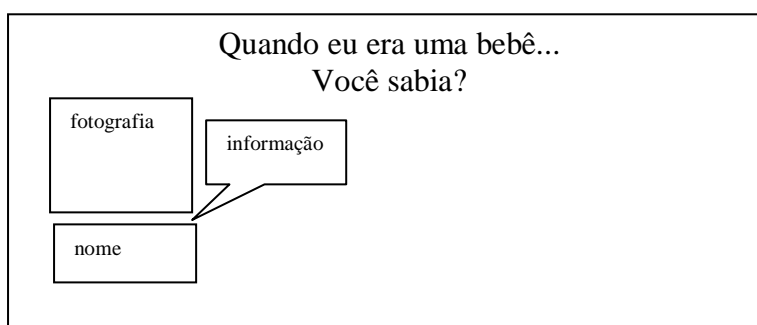 Quando eu era uma bebê...
Você sabia?
fotografia
informação
nome